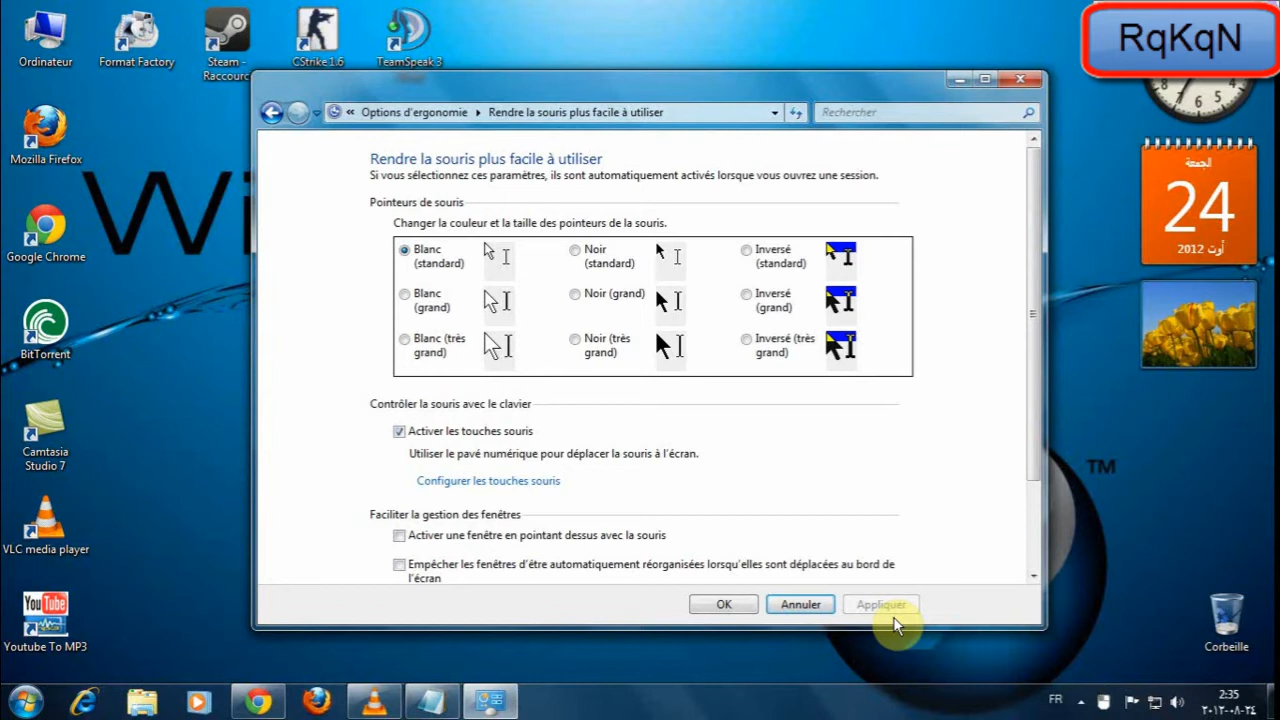 Ordinateur
Format Factory
Steam -
Raccourc
CStrike 1.6
TeamSpeak 3
RqKqN
Mozilla Firefox
Google Chrome
BitTorrent
Camtasia
Studio 7
VLC media player
You Tube
Youtube To MP3
Wi
Options d'ergonomie
Rendre la souris plus facile à utiliser
Rechercher
Rendre la souris plus facile à utiliser
Si vous sélectionnez ces paramètres, ils sont automatiquement activés lorsque vous ouvrez une session.
Pointeurs de souris
Changer la couleur et la taille des pointeurs de la souris.
Blanc
(standard)
Noir
(standard)
Inversé
(standard)
Blanc
(grand)
Noir (grand)
Inversé
(grand)
Blanc (très
grand)
Noir (très
grand)
Inversé (très
grand)
Contrôler la souris avec le clavier
Activer les touches souris
Utiliser le pavé numérique pour déplacer la souris à l'écran.
Configurer les touches souris
Faciliter la gestion des fenêtres
Activer une fenêtre en pointant dessus avec la souris
Empêcher les fenêtres d'être automatiquement réorganisées lorsqu'elles sont déplacées au bord de
l'écran
OK
Annuler
Appliquer
7 6 5 4
الجمعة
24
أوت 2012
TM
Corbeille
FR
2:35
٢٠١٢-٠٨-٢٤